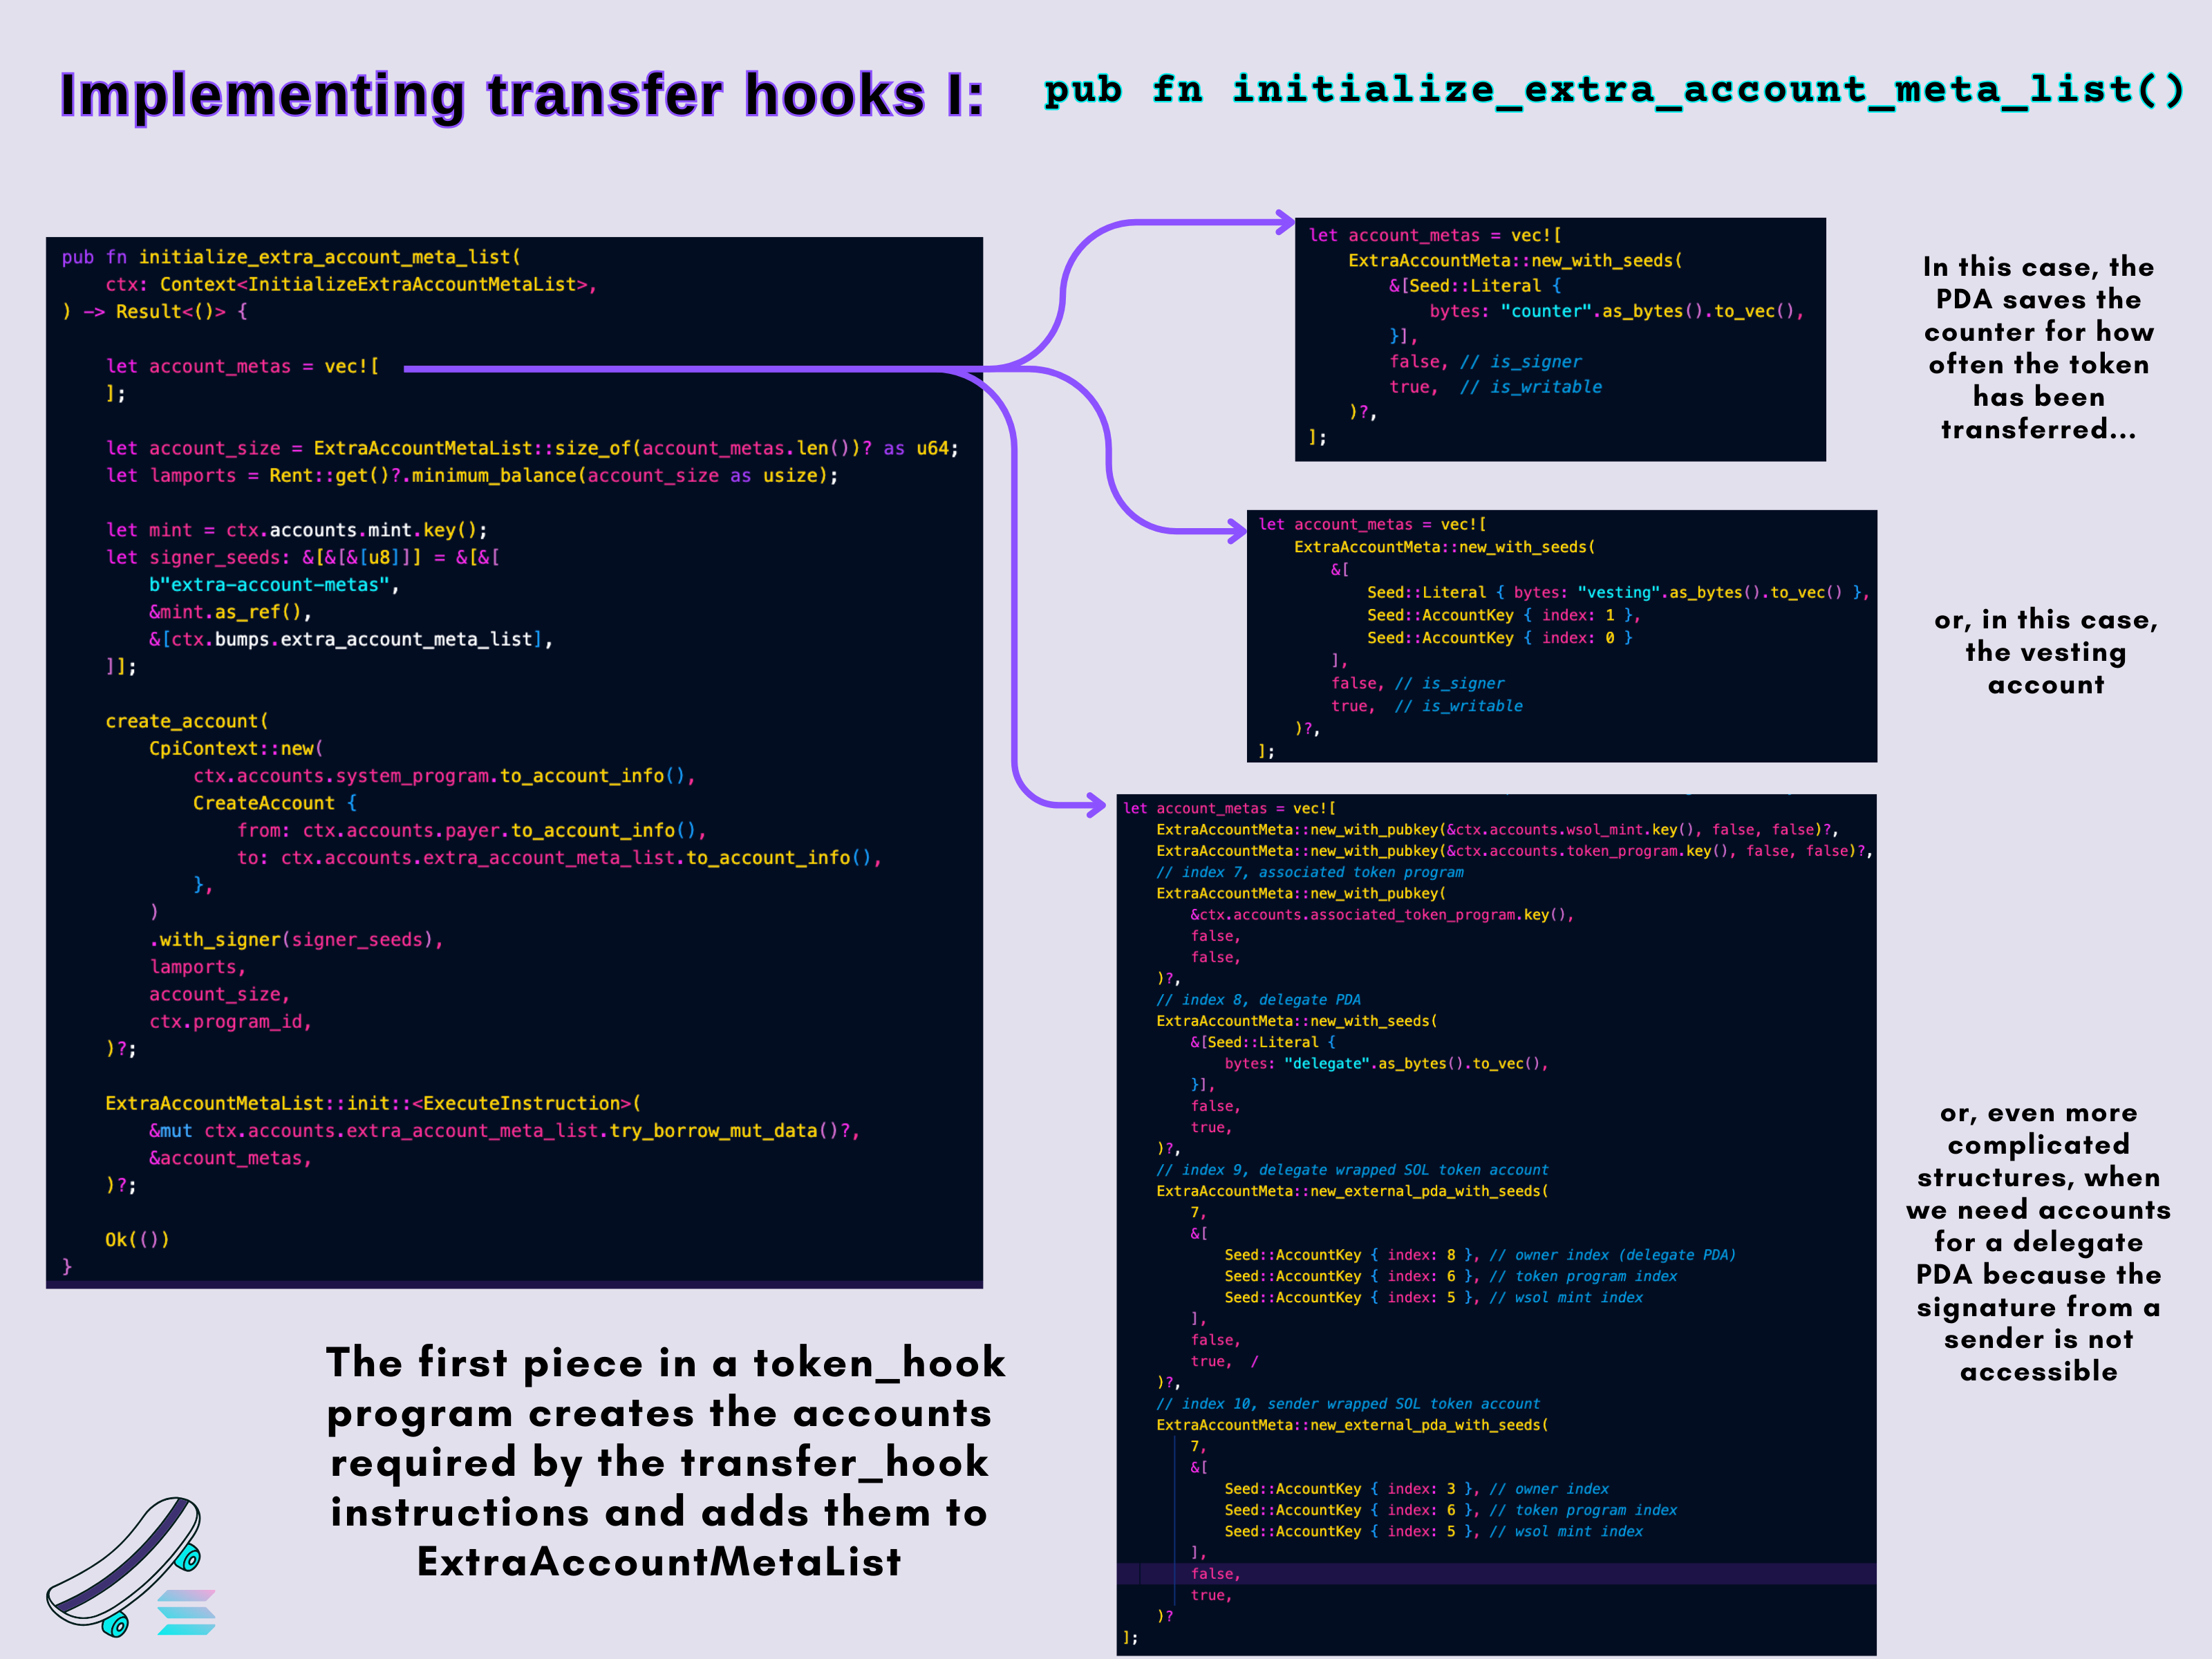 Implementing transfer hooks I:
pub fn initialize_extra_account_meta_list()
pub fn initialize_extra_account_meta_list(
    ctx: Context<InitializeExtraAccountMetaList>,
) -> Result<()> {
    let account_metas = vec![
    ];
    let account_size = ExtraAccountMetaList::size_of(account_metas.len())? as u64;
    let lamports = Rent::get()?.minimum_balance(account_size as usize);
    let mint = ctx.accounts.mint.key();
    let signer_seeds: &[&[&[u8]]] = &[&[
        b"extra-account-metas",
        &mint.as_ref(),
        &[ctx.bumps.extra_account_meta_list],
    ]];
    create_account(
        CpiContext::new(
            ctx.accounts.system_program.to_account_info(),
            CreateAccount {
                from: ctx.accounts.payer.to_account_info(),
                to: ctx.accounts.extra_account_meta_list.to_account_info(),
            },
        )
        .with_signer(signer_seeds),
        lamports,
        account_size,
        ctx.program_id,
    )?;
    ExtraAccountMetaList::init::<ExecuteInstruction>(
        &mut ctx.accounts.extra_account_meta_list.try_borrow_mut_data()?,
        &account_metas,
    )?;
    Ok(())
}
The first piece in a token_hook
program creates the accounts
required by the transfer_hook
instructions and adds them to
ExtraAccountMetaList
let account_metas = vec![
    ExtraAccountMeta::new_with_seeds(
        &[Seed::Literal {
            bytes: "counter".as_bytes().to_vec(),
        }],
        false, // is_signer
        true,  // is_writable
    )?,
];
In this case, the
PDA saves the
counter for how
often the token
has been
transferred...
let account_metas = vec![
    ExtraAccountMeta::new_with_seeds(
        &[
            Seed::Literal { bytes: "vesting".as_bytes().to_vec() },
            Seed::AccountKey { index: 1 },
            Seed::AccountKey { index: 0 }
        ],
        false, // is_signer
        true,  // is_writable
    )?,
];
or, in this case,
the vesting
account
let account_metas = vec![
    ExtraAccountMeta::new_with_pubkey(&ctx.accounts.wsol_mint.key(), false, false)?,
    ExtraAccountMeta::new_with_pubkey(&ctx.accounts.token_program.key(), false, false)?,
    // index 7, associated token program
    ExtraAccountMeta::new_with_pubkey(
        &ctx.accounts.associated_token_program.key(),
        false,
        false,
    )?,
    // index 8, delegate PDA
    ExtraAccountMeta::new_with_seeds(
        &[Seed::Literal {
            bytes: "delegate".as_bytes().to_vec(),
        }],
        false,
        true,
    )?,
    // index 9, delegate wrapped SOL token account
    ExtraAccountMeta::new_external_pda_with_seeds(
        7,
        &[
            Seed::AccountKey { index: 8 }, // owner index (delegate PDA)
            Seed::AccountKey { index: 6 }, // token program index
            Seed::AccountKey { index: 5 }, // wsol mint index
        ],
        false,
        true,  /
    )?,
    // index 10, sender wrapped SOL token account
    ExtraAccountMeta::new_external_pda_with_seeds(
        7,
        &[
            Seed::AccountKey { index: 3 }, // owner index
            Seed::AccountKey { index: 6 }, // token program index
            Seed::AccountKey { index: 5 }, // wsol mint index
        ],
        false,
        true,
    )?
];
or, even more
complicated
structures, when
we need accounts
for a delegate
PDA because the
signature from a
sender is not
accessible